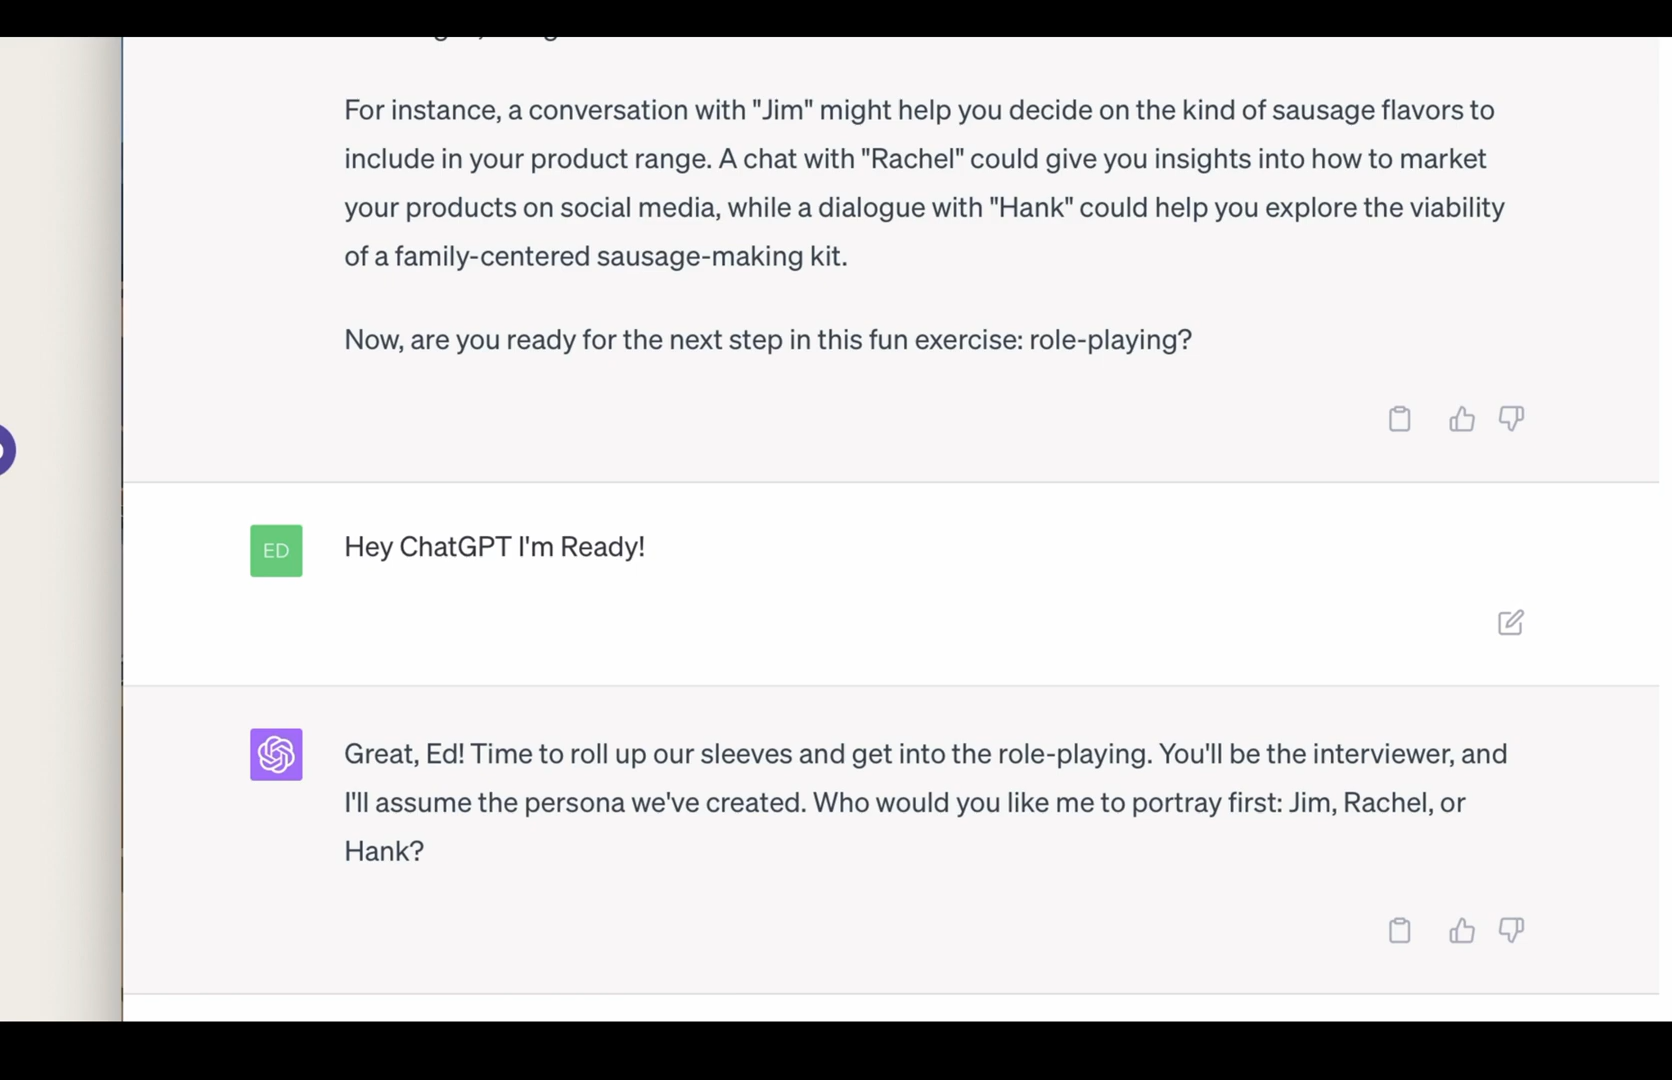 For instance, a conversation with "Jim" might help you decide on the kind of sausage flavors to
include in your product range. A chat with "Rachel" could give you insights into how to market
your products on social media, while a dialogue with "Hank" could help you explore the viability
of a family-centered sausage-making kit.
Now, are you ready for the next step in this fun exercise: role-playing?
ED
Hey ChatGPT I'm Ready!
Great, Ed! Time to roll up our sleeves and get into the role-playing. You'll be the interviewer, and
I'll assume the persona we've created. Who would you like me to portray first: Jim, Rachel, or
Hank?